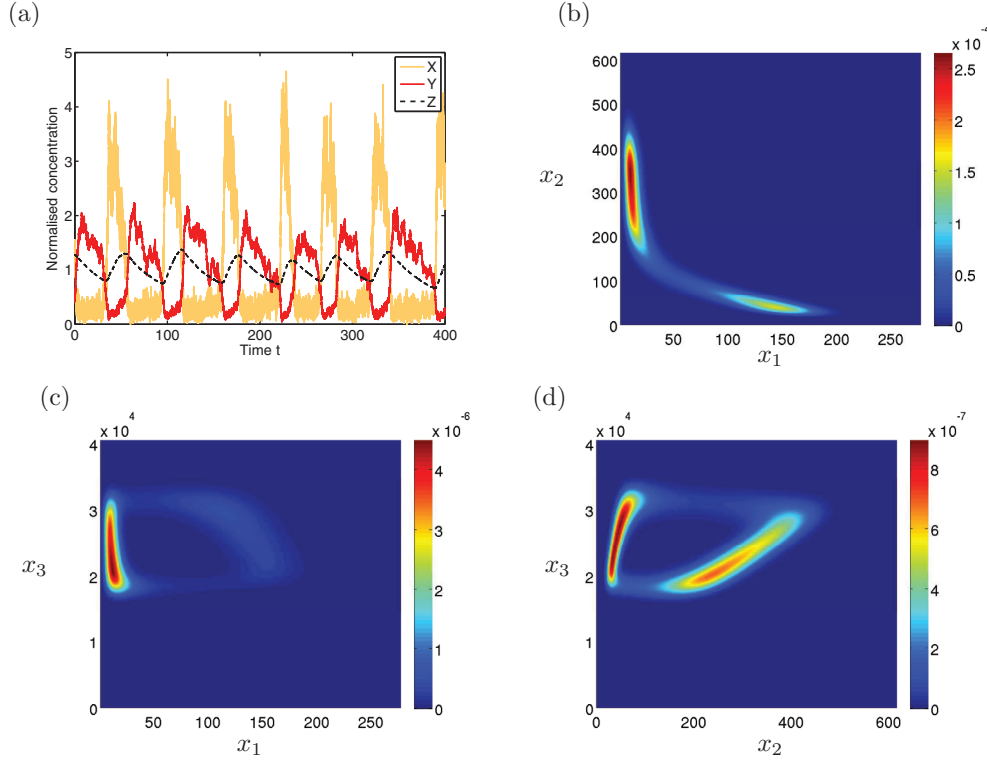 (a)
Normalised concentration
5
4
3
2
1
0
0 100 200 300 400
Time t
X
Y
Z
(b)
x 10⁻⁴
x₂
600
500
400
300
200
100
0
50 100 150 200 250
x₁
2.5
2
1.5
1
0.5
0
(c)
x 10⁴
x₃
4
3
2
1
0
50 100 150 200 250
x₁
x 10⁻⁶
4
3
2
1
0
(d)
x 10⁴
x₃
4
3
2
1
0
0 200 400 600
x₂
x 10⁻⁷
8
6
4
2
0